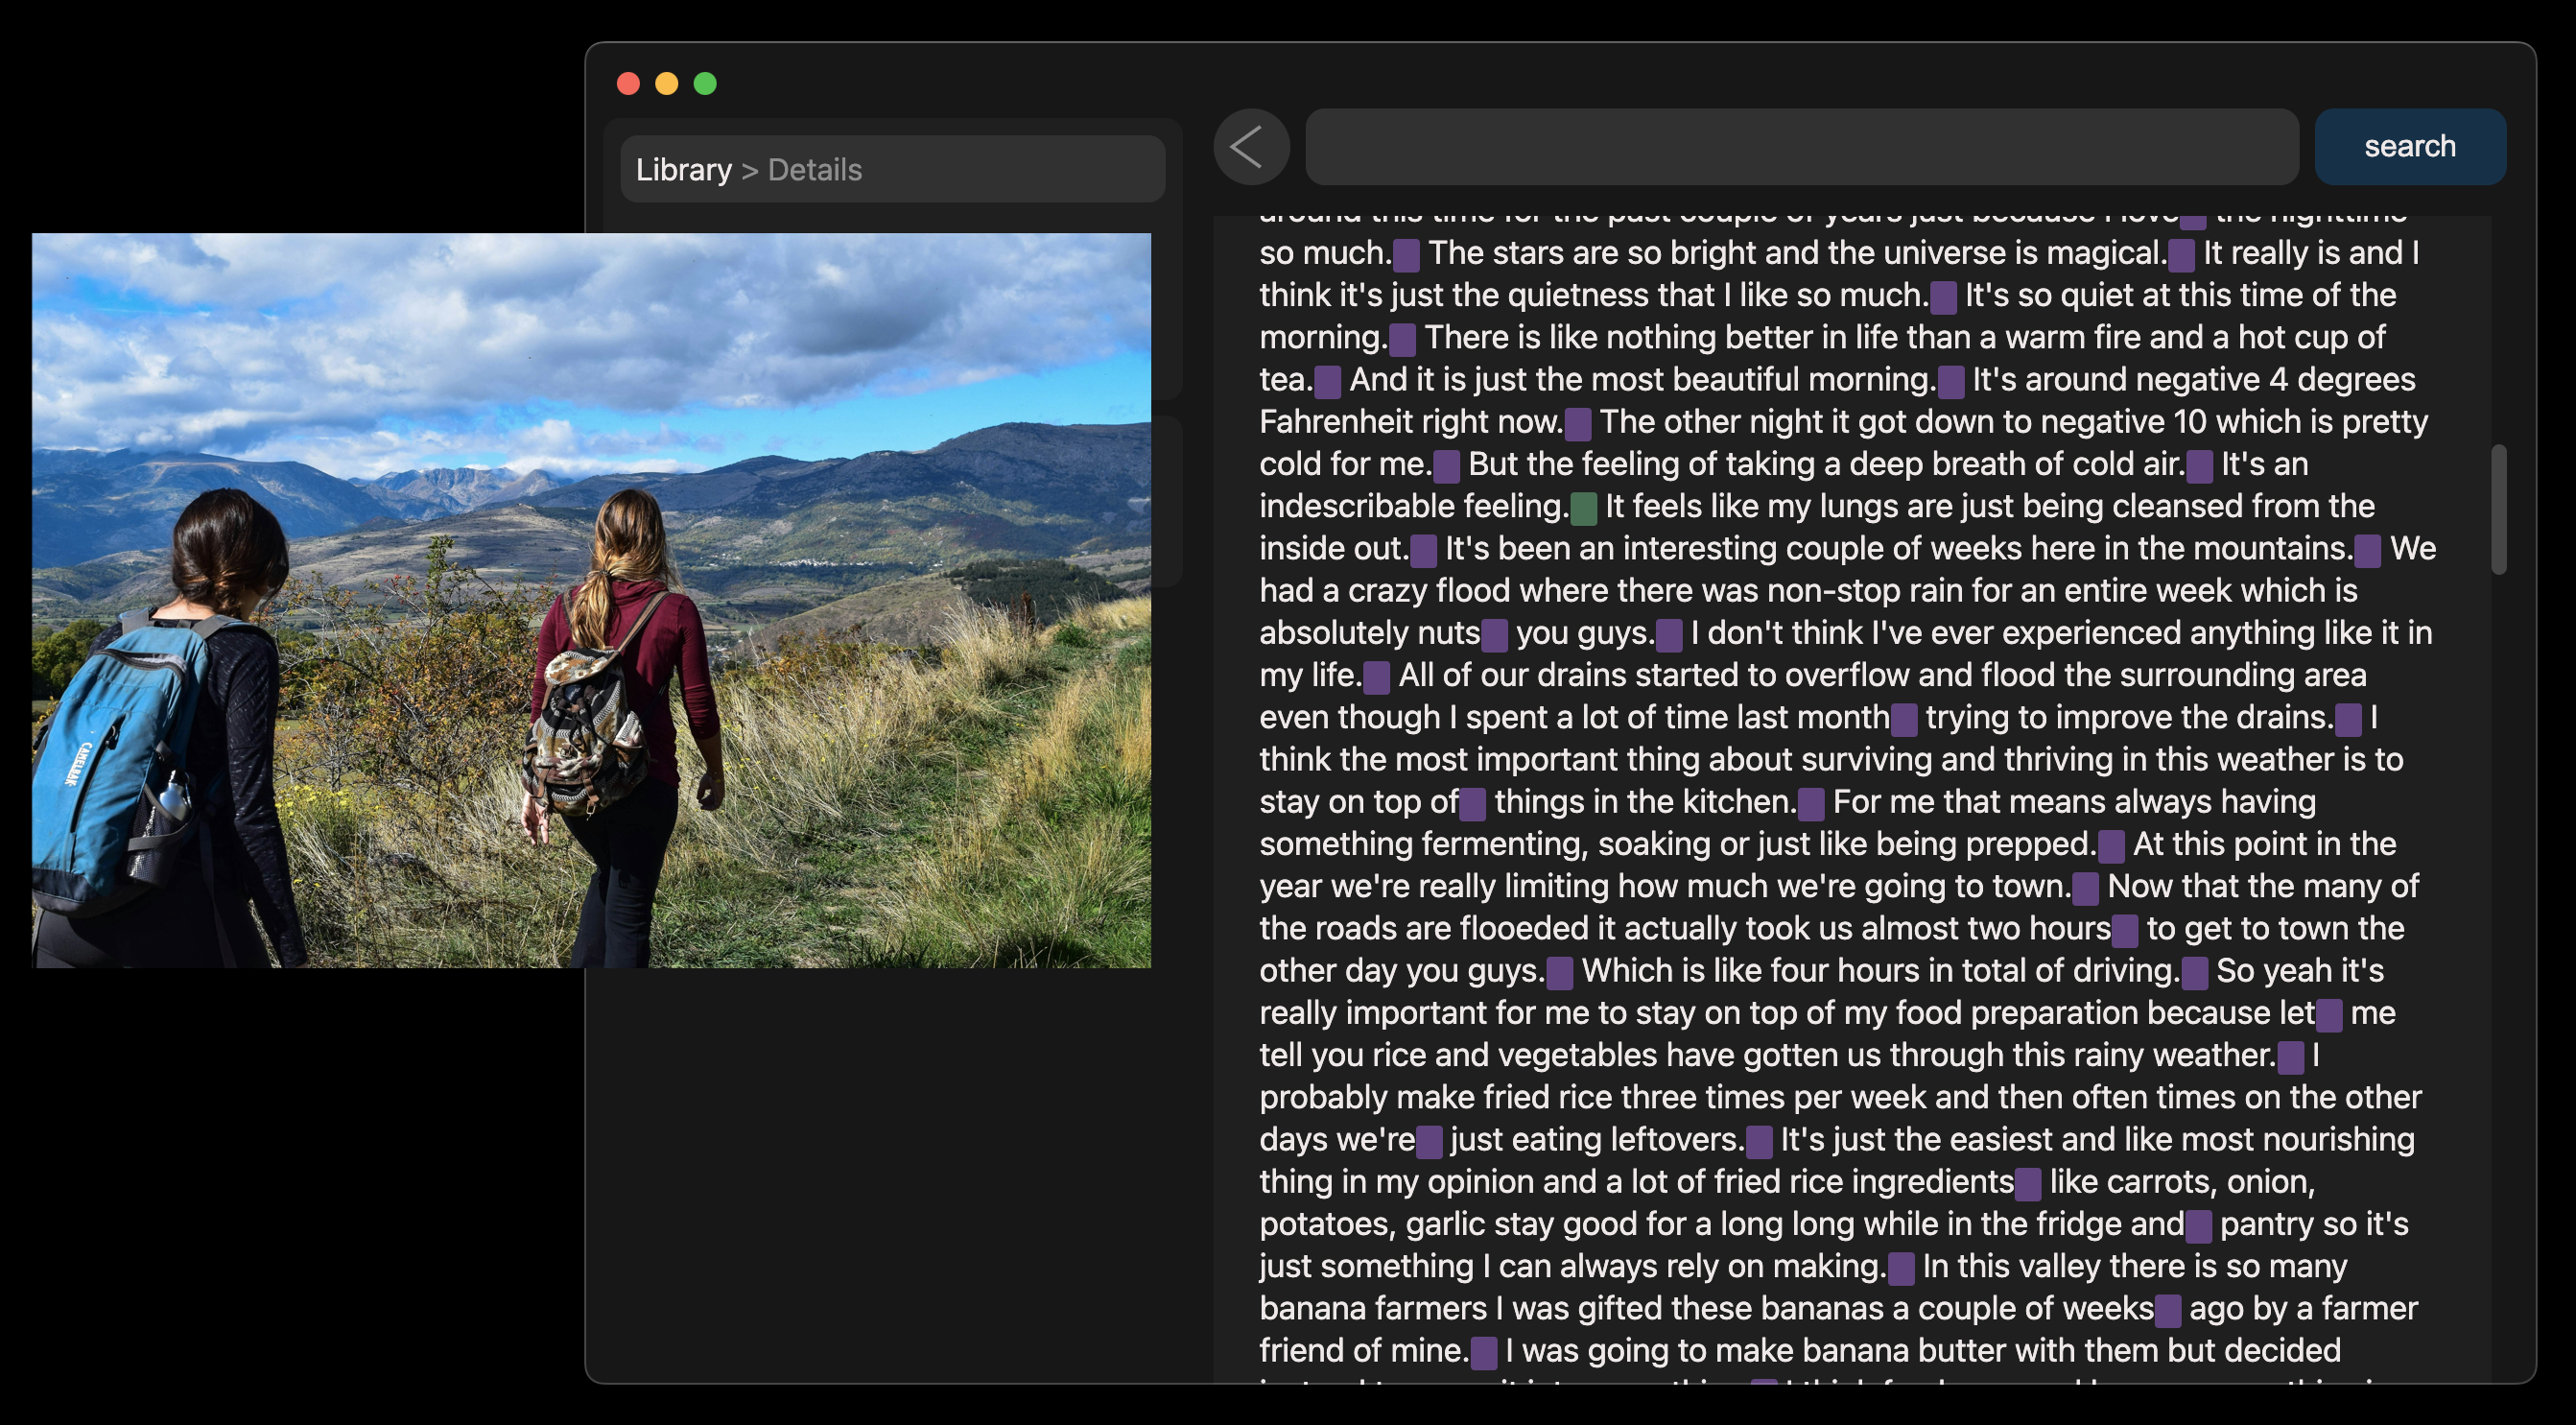 Library > Details
search
around this time for the past couple of years just because I love the nighttime
so much. The stars are so bright and the universe is magical. It really is and I
think it's just the quietness that I like so much. It's so quiet at this time of the
morning. There is like nothing better in life than a warm fire and a hot cup of
tea. And it is just the most beautiful morning. It's around negative 4 degrees
Fahrenheit right now. The other night it got down to negative 10 which is pretty
cold for me. But the feeling of taking a deep breath of cold air. It's an
indescribable feeling. It feels like my lungs are just being cleansed from the
inside out. It's been an interesting couple of weeks here in the mountains. We
had a crazy flood where there was non-stop rain for an entire week which is
absolutely nuts you guys. I don't think I've ever experienced anything like it in
my life. All of our drains started to overflow and flood the surrounding area
even though I spent a lot of time last month trying to improve the drains. I
think the most important thing about surviving and thriving in this weather is to
stay on top of things in the kitchen. For me that means always having
something fermenting, soaking or just like being prepped. At this point in the
year we're really limiting how much we're going to town. Now that the many of
the roads are flooeded it actually took us almost two hours to get to town the
other day you guys. Which is like four hours in total of driving. So yeah it's
really important for me to stay on top of my food preparation because let me
tell you rice and vegetables have gotten us through this rainy weather. I
probably make fried rice three times per week and then often times on the other
days we're just eating leftovers. It's just the easiest and like most nourishing
thing in my opinion and a lot of fried rice ingredients like carrots, onion,
potatoes, garlic stay good for a long long while in the fridge and pantry so it's
just something I can always rely on making. In this valley there is so many
banana farmers I was gifted these bananas a couple of weeks ago by a farmer
friend of mine. I was going to make banana butter with them but decided
CAMELBAK